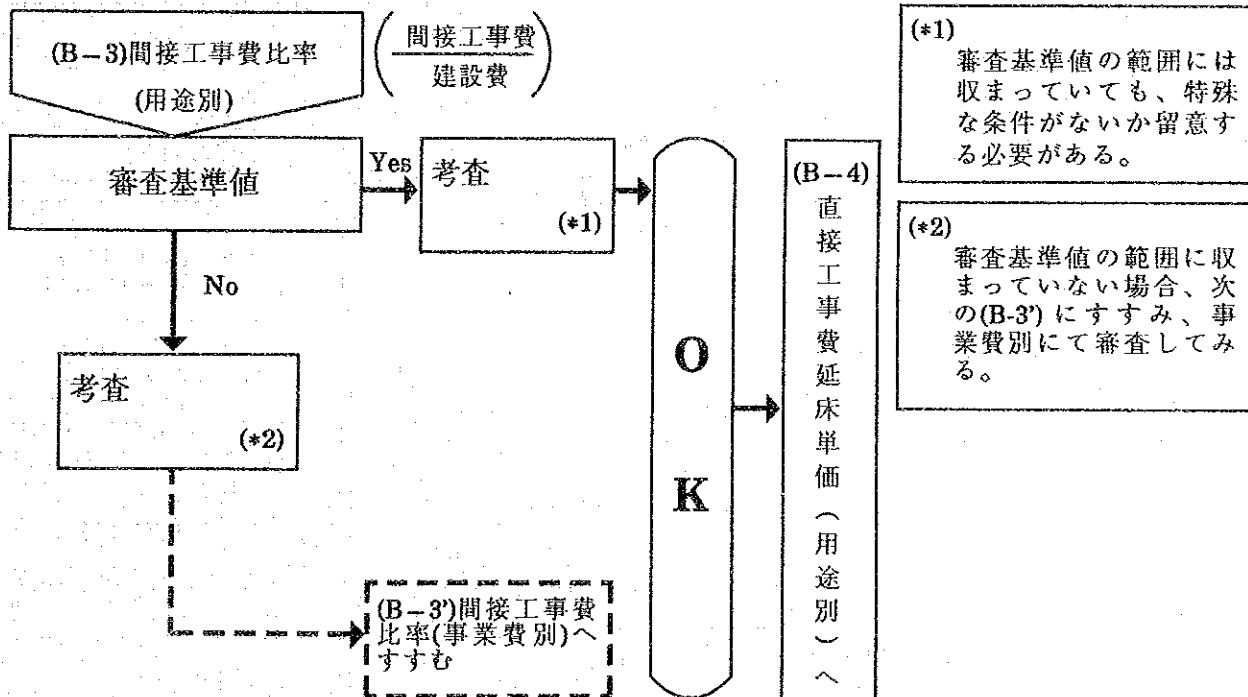 (B-3)間接工事費比率
(用途別)
間接工事費
建設費
審査基準値
Yes
考査
(*1)
No
考査
(*2)
(B-3')間接工事費
比率(事業費別)へ
すすむ
OK
(B-4)
直接工事費延床単価(用途別)へ
(*1)
審査基準値の範囲には
収まっていても、特殊
な条件がないか留意す
る必要がある。
(*2)
審査基準値の範囲に収
まっていない場合、次
の(B-3')にすすみ、事
業費別にて審査してみ
る。